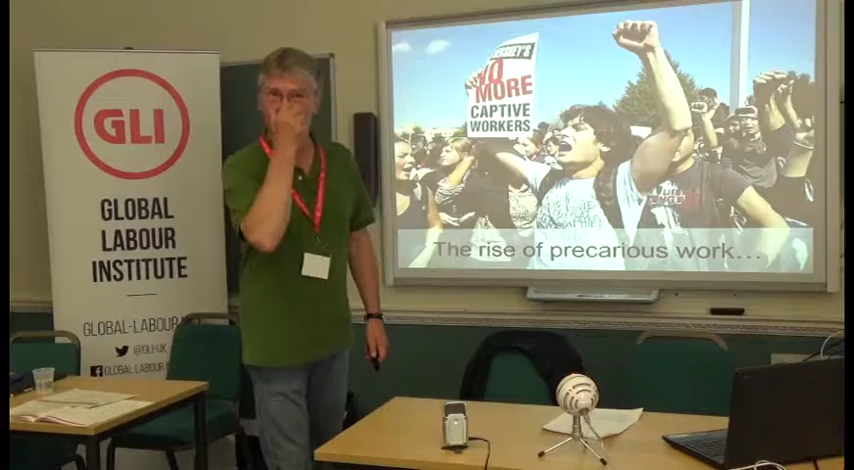 GLI
GLOBAL
LABOUR
INSTITUTE
GLOBAL-LABOUR
@GLI-UK
GLOBAL LABOUR
HERSHEY'S
NO
MORE
CAPTIVE
WORKERS
The rise of precarious work…